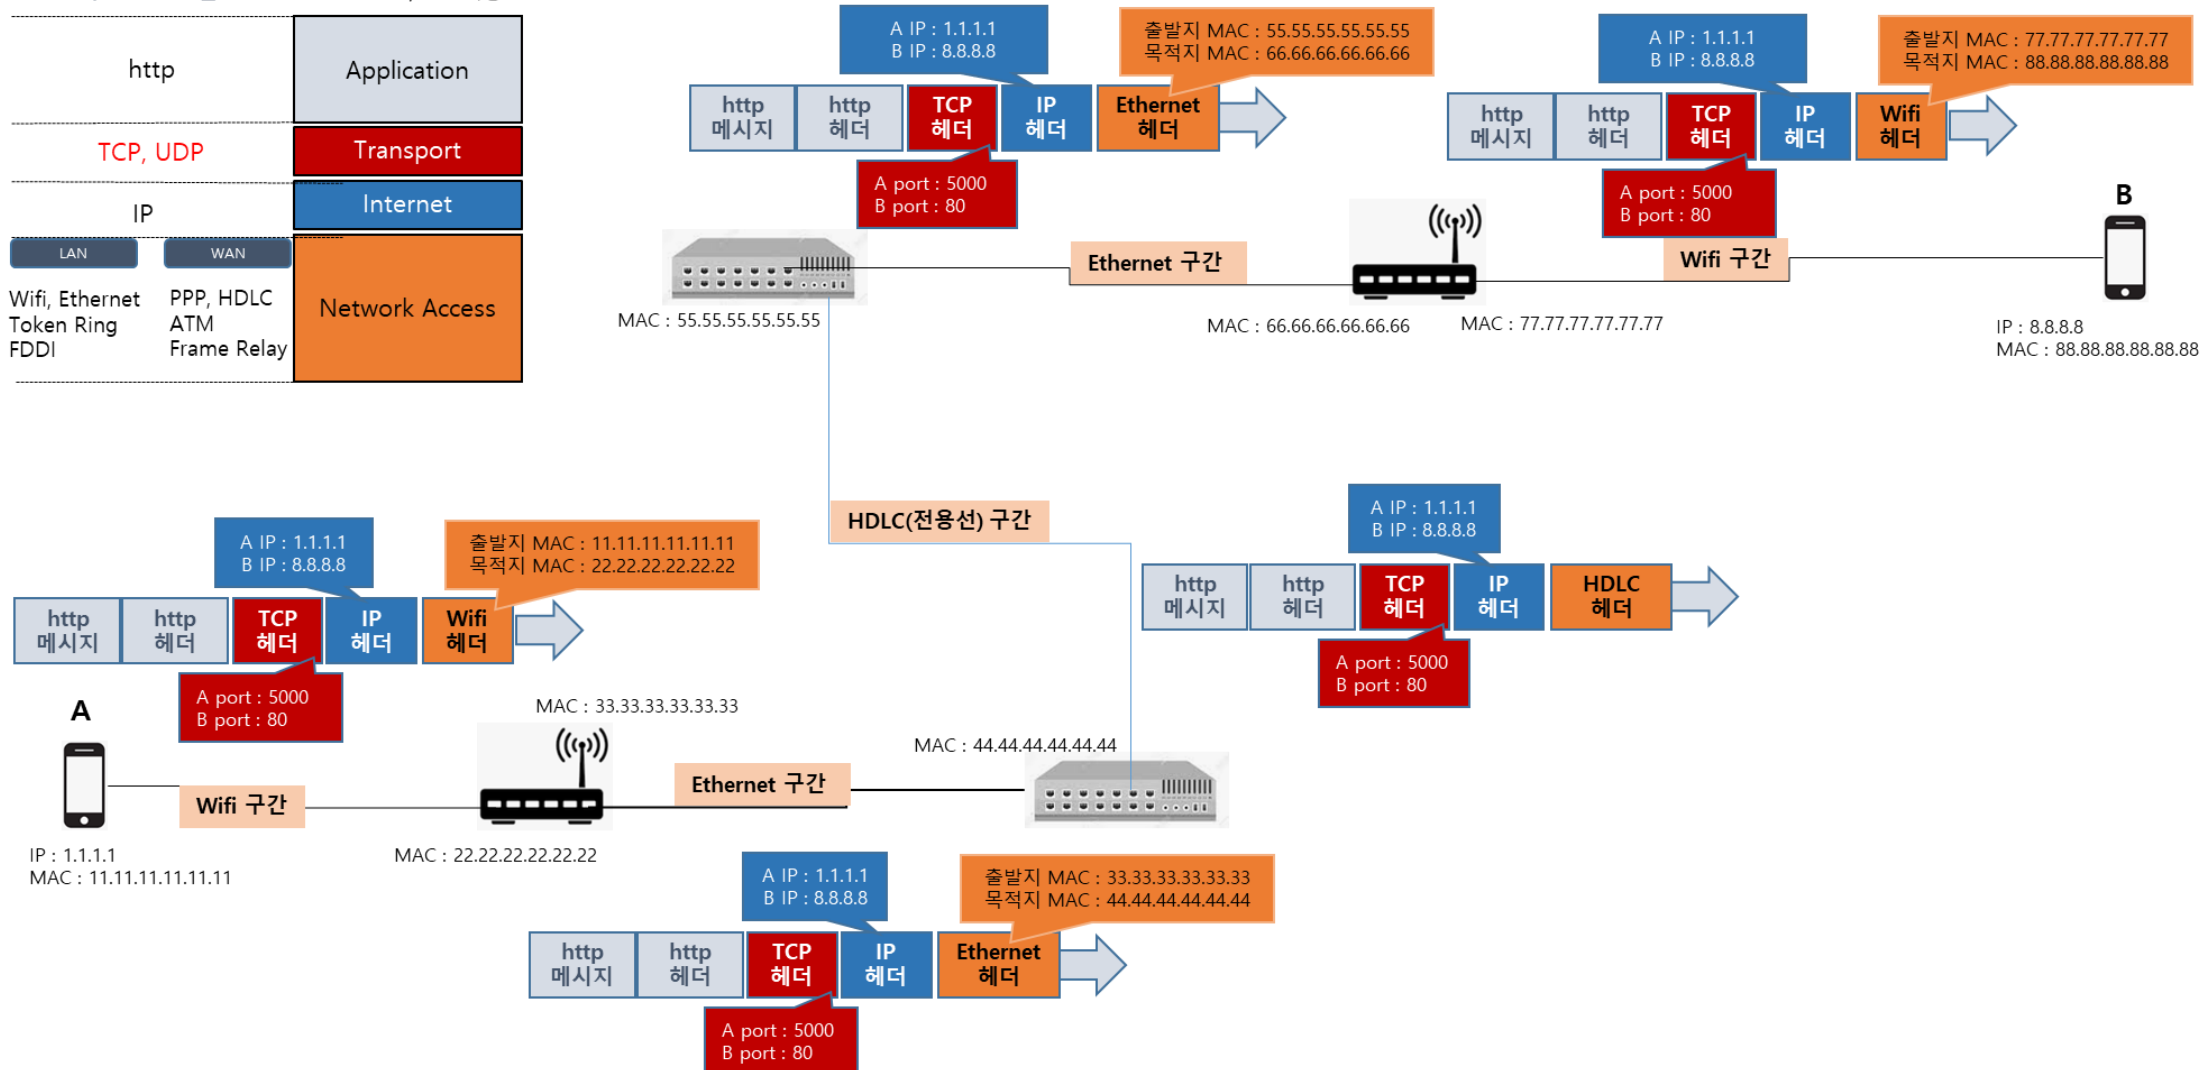 http
Application
TCP, UDP
Transport
IP
Internet
LAN
WAN
Wifi, Ethernet
Token Ring
FDDI
PPP, HDLC
ATM
Frame Relay
Network Access
A IP : 1.1.1.1
B IP : 8.8.8.8
출발지 MAC : 55.55.55.55.55.55
목적지 MAC : 66.66.66.66.66.66
http
메시지
http
헤더
TCP
헤더
IP
헤더
Ethernet
헤더
A port : 5000
B port : 80
A IP : 1.1.1.1
B IP : 8.8.8.8
출발지 MAC : 77.77.77.77.77.77
목적지 MAC : 88.88.88.88.88.88
http
메시지
http
헤더
TCP
헤더
IP
헤더
Wifi
헤더
A port : 5000
B port : 80
B
Ethernet 구간
Wifi 구간
MAC : 55.55.55.55.55.55
MAC : 66.66.66.66.66.66
MAC : 77.77.77.77.77.77
IP : 8.8.8.8
MAC : 88.88.88.88.88.88
HDLC(전용선) 구간
A IP : 1.1.1.1
B IP : 8.8.8.8
http
메시지
http
헤더
TCP
헤더
IP
헤더
HDLC
헤더
A port : 5000
B port : 80
A IP : 1.1.1.1
B IP : 8.8.8.8
출발지 MAC : 11.11.11.11.11.11
목적지 MAC : 22.22.22.22.22.22
http
메시지
http
헤더
TCP
헤더
IP
헤더
Wifi
헤더
A port : 5000
B port : 80
A
MAC : 33.33.33.33.33.33
MAC : 44.44.44.44.44.44
Wifi 구간
Ethernet 구간
IP : 1.1.1.1
MAC : 11.11.11.11.11.11
MAC : 22.22.22.22.22.22
A IP : 1.1.1.1
B IP : 8.8.8.8
출발지 MAC : 33.33.33.33.33.33
목적지 MAC : 44.44.44.44.44.44
http
메시지
http
헤더
TCP
헤더
IP
헤더
Ethernet
헤더
A port : 5000
B port : 80